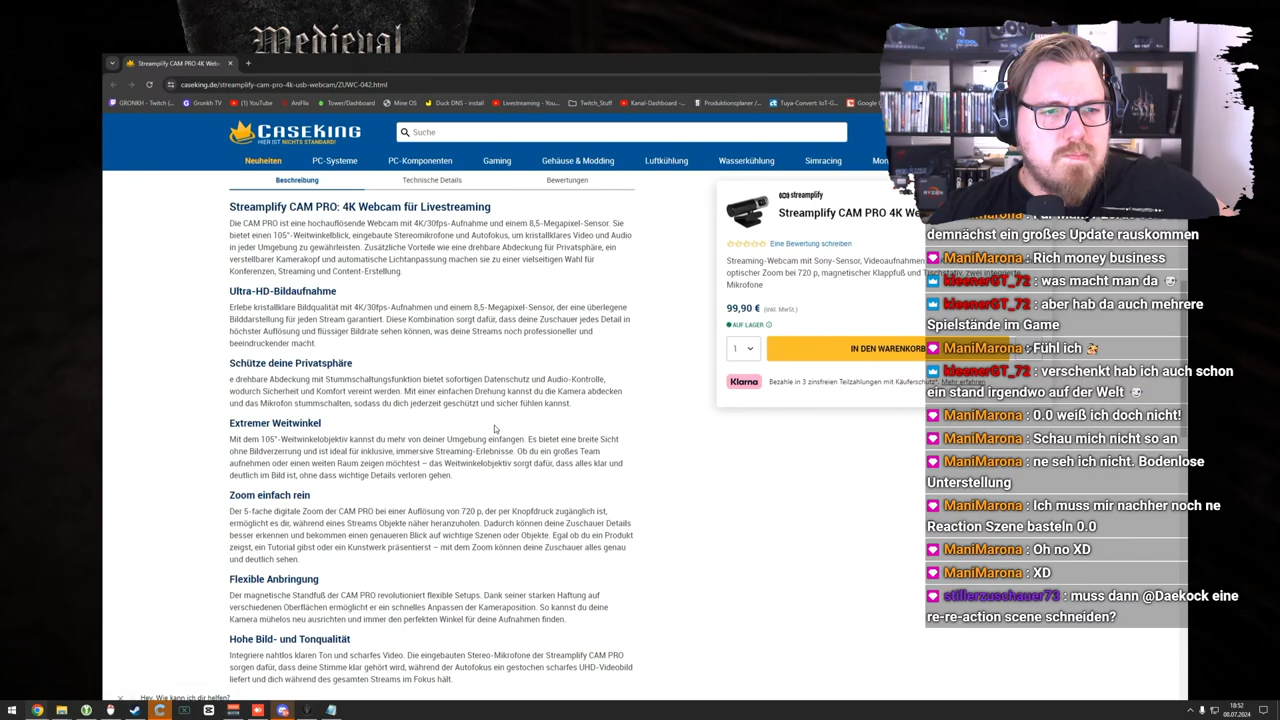 Medieval
Streamplify CAM PRO 4K Web
caseking.de/streamplify-cam-pro-4k-usb-webcam/ZUWC-042.html
GRONKH - Twitch (
Gronkh TV
(1) YouTube
AniFlix
Tower/Dashboard
Mine OS
Duck DNS - install
Livestreaming - You...
Twitch_Stuff
Kanal-Dashboard -...
Produktionsplaner /...
Tuya-Convert: IoT-G...
Google
CASEKING
HIER IST NICHTS STANDARD!
Suche
Neuheiten
PC-Systeme
PC-Komponenten
Gaming
Gehäuse & Modding
Luftkühlung
Wasserkühlung
Simracing
Mon
Beschreibung
Technische Details
Bewertungen
Streamplify CAM PRO: 4K Webcam für Livestreaming
Die CAM PRO ist eine hochauflösende Webcam mit 4K/30fps-Aufnahme und einem 8,5-Megapixel-Sensor. Sie
bietet einen 105°-Weitwinkelblick, eingebaute Stereomikrofone und Autofokus, um kristallklares Video und Audio
in jeder Umgebung zu gewährleisten. Zusätzliche Vorteile wie eine drehbare Abdeckung für Privatsphäre, ein
verstellbarer Kamerakopf und automatische Lichtanpassung machen sie zu einer vielseitigen Wahl für
Konferenzen, Streaming und Content-Erstellung.
Ultra-HD-Bildaufnahme
Erlebe kristallklare Bildqualität mit 4K/30fps-Aufnahmen und einem 8,5-Megapixel-Sensor, der eine überlegene
Bilddarstellung für jeden Stream garantiert. Diese Kombination sorgt dafür, dass deine Zuschauer jedes Detail in
höchster Auflösung und flüssiger Bildrate sehen können, was deine Streams noch professioneller und
beeindruckender macht.
Schütze deine Privatsphäre
e drehbare Abdeckung mit Stummschaltungsfunktion bietet sofortigen Datenschutz und Audio-Kontrolle,
wodurch Sicherheit und Komfort vereint werden. Mit einer einfachen Drehung kannst du die Kamera abdecken
und das Mikrofon stummschalten, sodass du dich jederzeit geschützt und sicher fühlen kannst.
Extremer Weitwinkel
Mit dem 105°-Weitwinkelobjektiv kannst du mehr von deiner Umgebung einfangen. Es bietet eine breite Sicht
ohne Bildverzerrung und ist ideal für inklusive, immersive Streaming-Erlebnisse. Ob du ein großes Team
aufnehmen oder einen weiten Raum zeigen möchtest – das Weitwinkelobjektiv sorgt dafür, dass alles klar und
deutlich im Bild ist, ohne dass wichtige Details verloren gehen.
Zoom einfach rein
Der 5-fache digitale Zoom der CAM PRO bei einer Auflösung von 720 p, der per Knopfdruck zugänglich ist,
ermöglicht es dir, während eines Streams Objekte näher heranzuholen. Dadurch können deine Zuschauer Details
besser erkennen und bekommen einen genaueren Blick auf wichtige Szenen oder Objekte. Egal ob du ein Produkt
zeigst, ein Tutorial gibst oder ein Kunstwerk präsentierst – mit dem Zoom können deine Zuschauer alles genau
und deutlich sehen.
Flexible Anbringung
Der magnetische Standfuß der CAM PRO revolutioniert flexible Setups. Dank seiner starken Haftung auf
verschiedenen Oberflächen ermöglicht er ein schnelles Anpassen der Kameraposition. So kannst du deine
Kamera mühelos neu ausrichten und immer den perfekten Winkel für deine Aufnahmen finden.
Hohe Bild- und Tonqualität
Integriere nahtlos klaren Ton und scharfes Video. Die eingebauten Stereo-Mikrofone der Streamplify CAM PRO
sorgen dafür, dass deine Stimme klar gehört wird, während der Autofokus ein gestochen scharfes UHD-Videobild
liefert und dich während des gesamten Streams im Fokus hält.
Hey, Wie kann ich dir helfen?
streamplify
Streamplify CAM PRO 4K We
Eine Bewertung schreiben
Streaming-Webcam mit Sony-Sensor, Videoaufnahmen
optischer Zoom bei 720 p, magnetischer Klappfuß und Tischstativ, zwei integrierte
Mikrofone
99,90 € (inkl. MwSt.)
AUF LAGER
1
IN DEN WARENKORB
Klarna
Bezahle in 3 zinsfreien Teilzahlungen mit Käuferschutz*. Mehr erfahren
RYZEN
ManiMarona :
demnächst ein großes Update rauskommen
ManiMarona : Rich money business
kleenerGT_72 : was macht man da
kleenerGT_72 : aber hab da auch mehrere
Spielstände im Game
ManiMarona : Fühl ich
kleenerGT_72 : verschenkt hab ich auch schon
ein stand irgendwo auf der Welt
ManiMarona : 0.0 weiß ich doch nicht!
ManiMarona : Schau mich nicht so an
ManiMarona : ne seh ich nicht. Bodenlose
Unterstellung
ManiMarona : Ich muss mir nachher noch ne
Reaction Szene basteln 0.0
ManiMarona : Oh no XD
ManiMarona : XD
stillerzuschauer73 : muss dann @Daekock eine
re-re-action scene schneiden?
18:52
08.07.2024